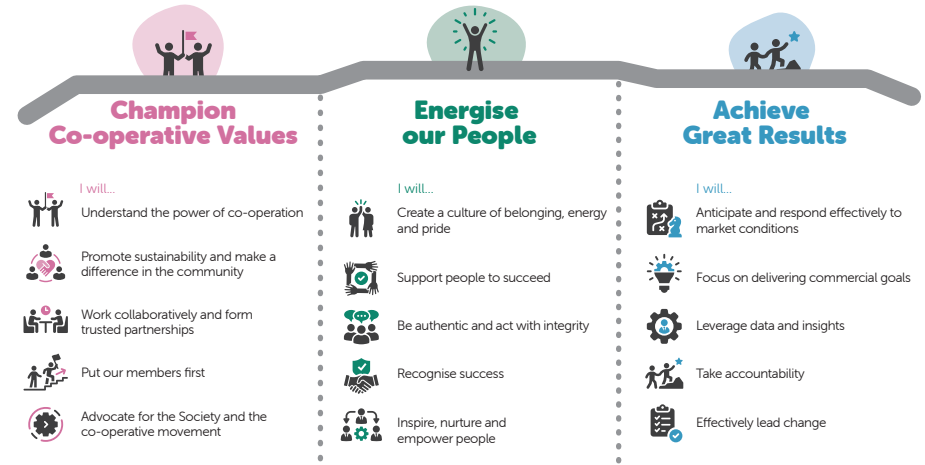 Champion
Co-operative Values
I will...
Understand the power of co-operation
Promote sustainability and make a
difference in the community
Work collaboratively and form
trusted partnerships
Put our members first
Advocate for the Society and the
co-operative movement
Energise
our People
I will...
Create a culture of belonging, energy
and pride
Support people to succeed
Be authentic and act with integrity
Recognise success
Inspire, nurture and
empower people
Achieve
Great Results
I will...
Anticipate and respond effectively to
market conditions
Focus on delivering commercial goals
Leverage data and insights
Take accountability
Effectively lead change